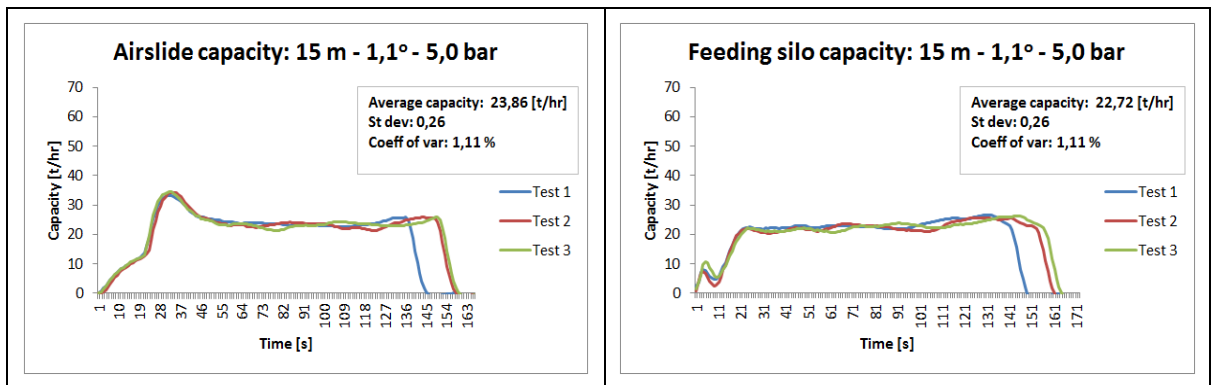 Airslide capacity: 15 m - 1,1º - 5,0 bar
Capacity [t/hr]
70
60
50
40
30
20
10
0
Average capacity: 23,86 [t/hr]
St dev: 0,26
Coeff of var: 1,11 %
Test 1
Test 2
Test 3
1 10 19 28 37 46 55 64 73 82 91 100 109 118 127 136 145 154 163
Time [s]
Feeding silo capacity: 15 m - 1,1º - 5,0 bar
Capacity [t/hr]
70
60
50
40
30
20
10
0
Average capacity: 22,72 [t/hr]
St dev: 0,26
Coeff of var: 1,11 %
Test 1
Test 2
Test 3
1 11 21 31 41 51 61 71 81 91 101 111 121 131 141 151 161 171
Time [s]